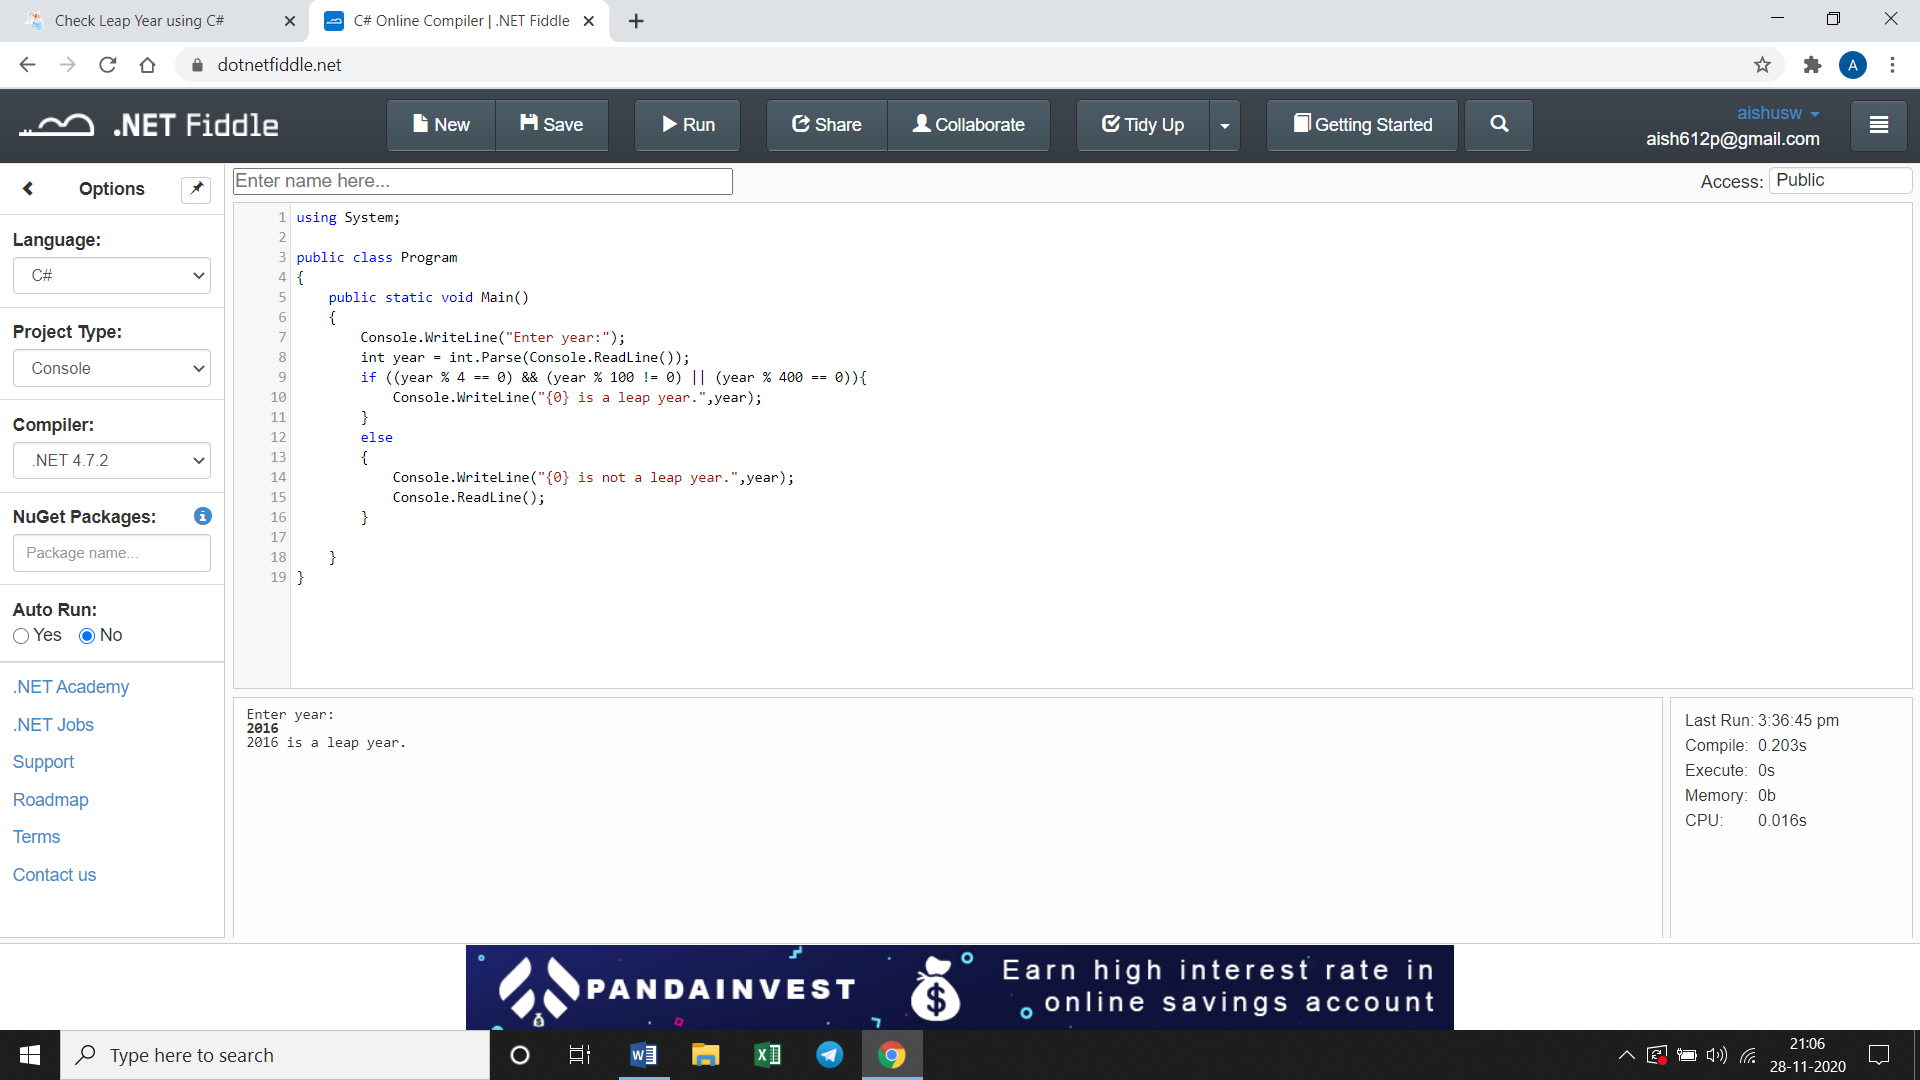 Check Leap Year using C#
C# Online Compiler | .NET Fiddle
dotnetfiddle.net
A
.NET Fiddle
New
Save
Run
Share
Collaborate
Tidy Up
Getting Started
aishusw
aish612p@gmail.com
Options
Enter name here...
Access: Public
Language:
C#
Project Type:
Console
Compiler:
.NET 4.7.2
NuGet Packages:
Package name...
Auto Run:
Yes No
.NET Academy
.NET Jobs
Support
Roadmap
Terms
Contact us
1 using System;
2
3 public class Program
4 {
5 public static void Main()
6 {
7 Console.WriteLine("Enter year:");
8 int year = int.Parse(Console.ReadLine());
9 if ((year % 4 == 0) && (year % 100 != 0) || (year % 400 == 0)){
10 Console.WriteLine("{0} is a leap year.",year);
11 }
12 else
13 {
14 Console.WriteLine("{0} is not a leap year.",year);
15 Console.ReadLine();
16 }
17
18 }
19 }
Enter year:
2016
2016 is a leap year.
Last Run: 3:36:45 pm
Compile: 0.203s
Execute: 0s
Memory: 0b
CPU: 0.016s
PANDAINVEST
$
Earn high interest rate in
online savings account
Type here to search
21:06
28-11-2020